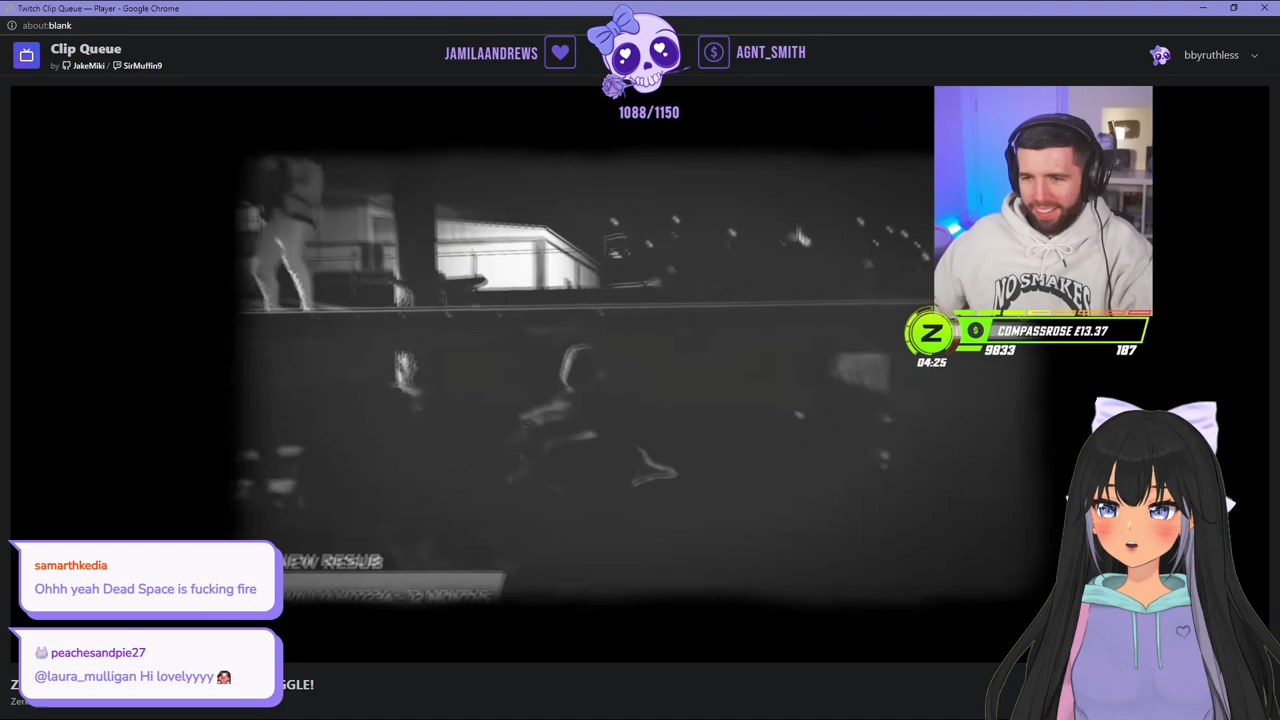 Twitch Clip Queue — Player - Google Chrome
about:blank
Clip Queue
by JakeMiki / SirMuffin9
JAMILAANDREWS
$
AGNT_SMITH
bbyruthless
1088/1150
NO SMAKES
Z
$
COMPASSROSE £13.37
9833
187
04:25
NEW RESUB
samarthkedia
Ohhh yeah Dead Space is fucking fire
peachesandpie27
@laura_mulligan Hi lovelyyyy
GGLE!